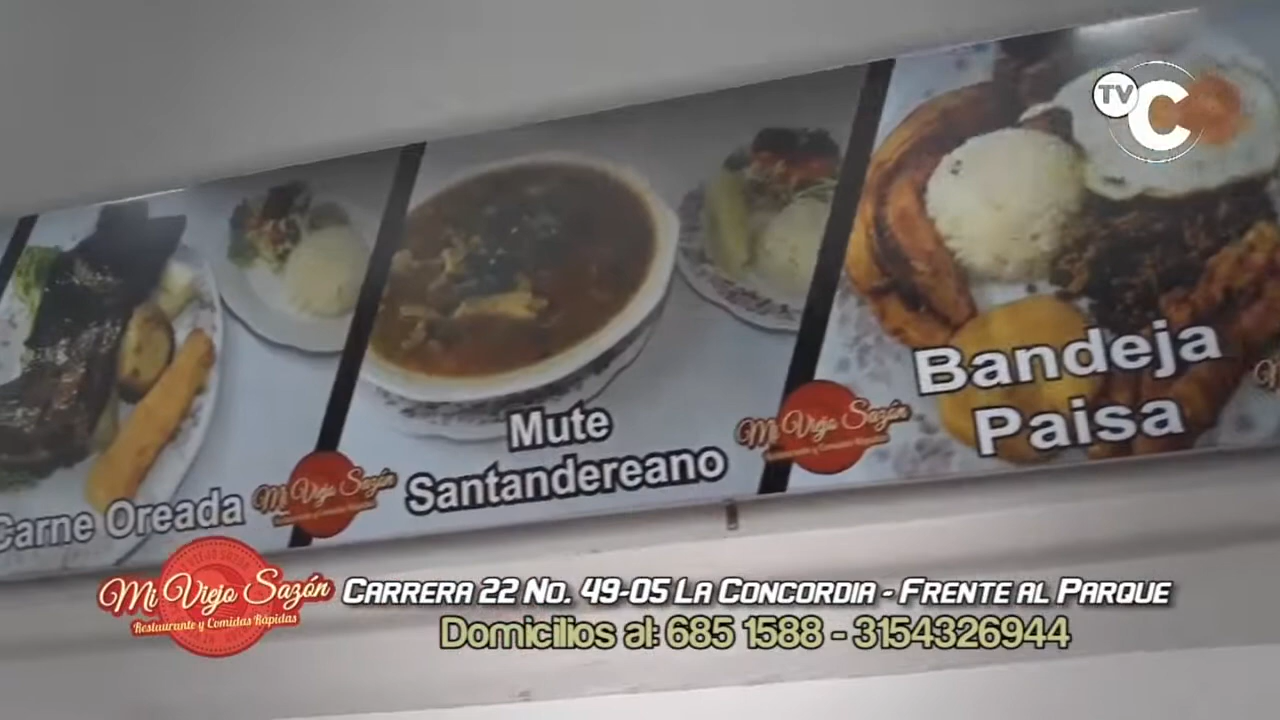 TV C
Bandeja
Paisa
Mute
Santandereano
Mi Viejo Sazón
Carne Oreada
Mi Viejo Sazón
Mi Viejo Sazón
Restaurante y Comidas Rápidas
CARRERA 22 NO. 49-05 LA CONCORDIA - FRENTE AL PARQUE
Domicilios al: 685 1588 - 3154326944